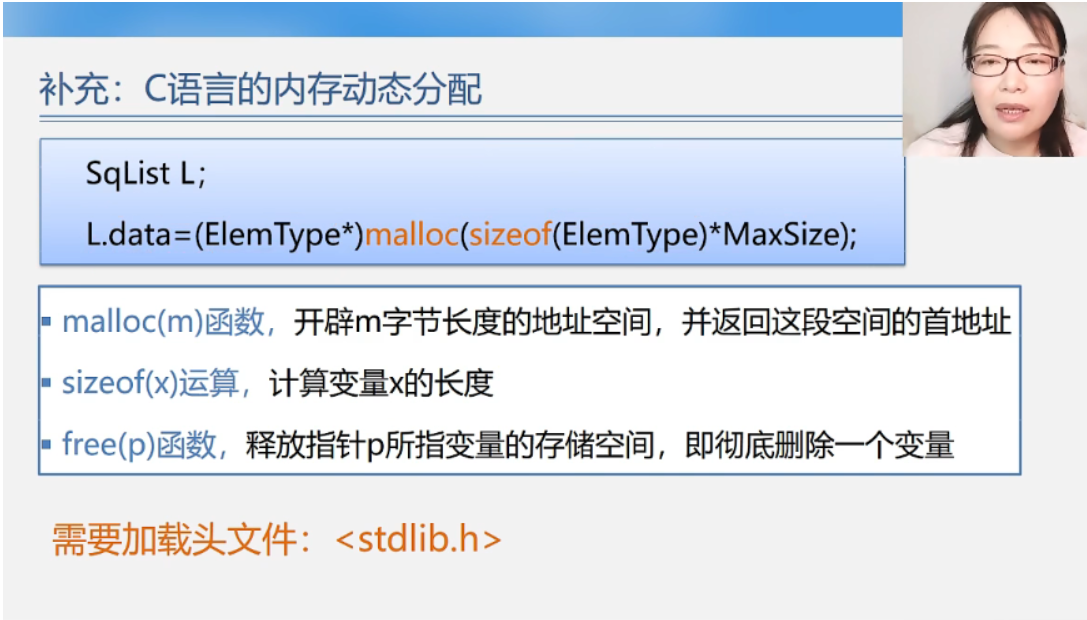 补充：C语言的内存动态分配
SqList L;
L.data=(ElemType*)malloc(sizeof(ElemType)*MaxSize);
▪ malloc(m)函数，开辟m字节长度的地址空间，并返回这段空间的首地址
▪ sizeof(x)运算，计算变量x的长度
▪ free(p)函数，释放指针p所指变量的存储空间，即彻底删除一个变量
需要加载头文件：<stdlib.h>